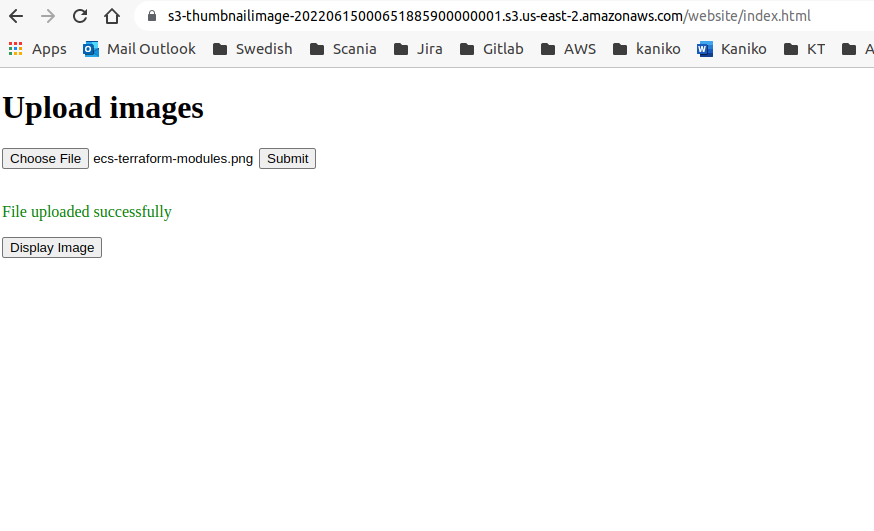 s3-thumbnailimage-20220615000651885900000001.s3.us-east-2.amazonaws.com/website/index.html
Apps Mail Outlook Swedish Scania Jira Gitlab AWS kaniko Kaniko KT A
Upload images
Choose File ecs-terraform-modules.png Submit
File uploaded successfully
Display Image